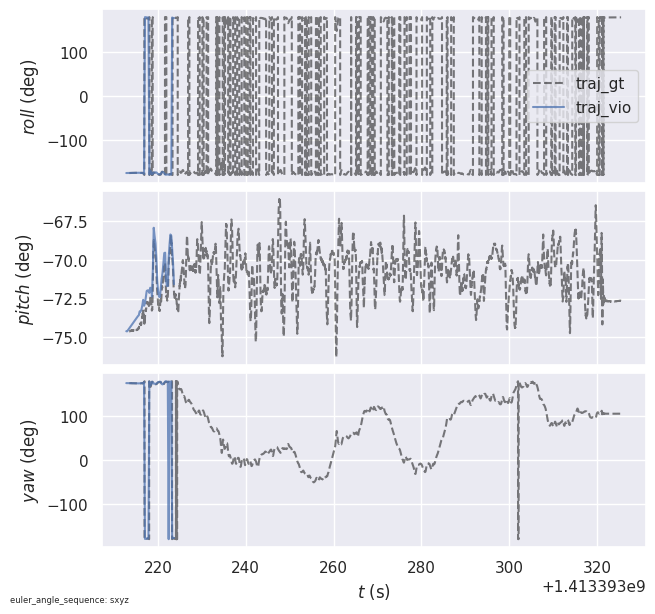 100
0
−100
roll (deg)
traj_gt
traj_vio
−67.5
−70.0
−72.5
−75.0
pitch (deg)
100
0
−100
yaw (deg)
220
240
260
280
300
320
t (s)
+1.413393e9
euler_angle_sequence: sxyz